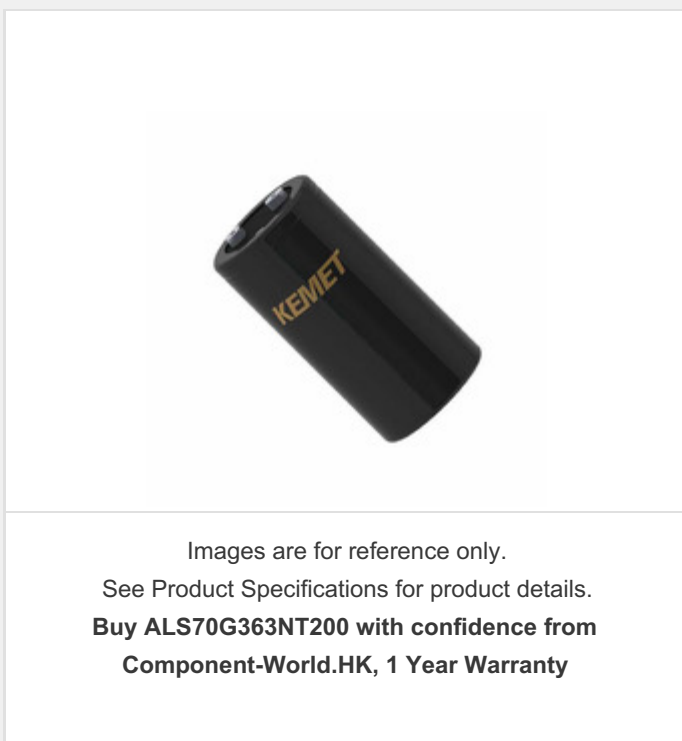 KEMET
Images are for reference only.
See Product Specifications for product details.
Buy ALS70G363NT200 with confidence from
Component-World.HK, 1 Year Warranty